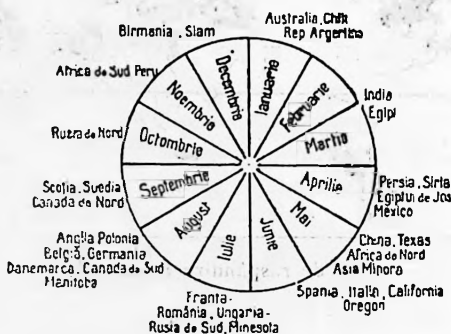 Birmania, Siam
Australia, Chili
Rep Argentina
India
Egipt
Persia, Siria
Egiptul de Jos
Mexico
China, Texas
Africa de Nord
Asia Minora
Spania, Italia, California
Oregon
Franta-
România, Ungaria-
Rusia de Sud, Minesota
Anglia Polonia
Belgia, Germania
Danemarca, Canada de Sud
Manitoba
Scotia, Suedia
Canada de Nord
Rusia de Nord
Africa de Sud Peru
Ianuarie
Februarie
Martie
Aprilie
Mai
Junie
Iulie
August
Septembrie
Octombrie
Noembrie
Decembrie